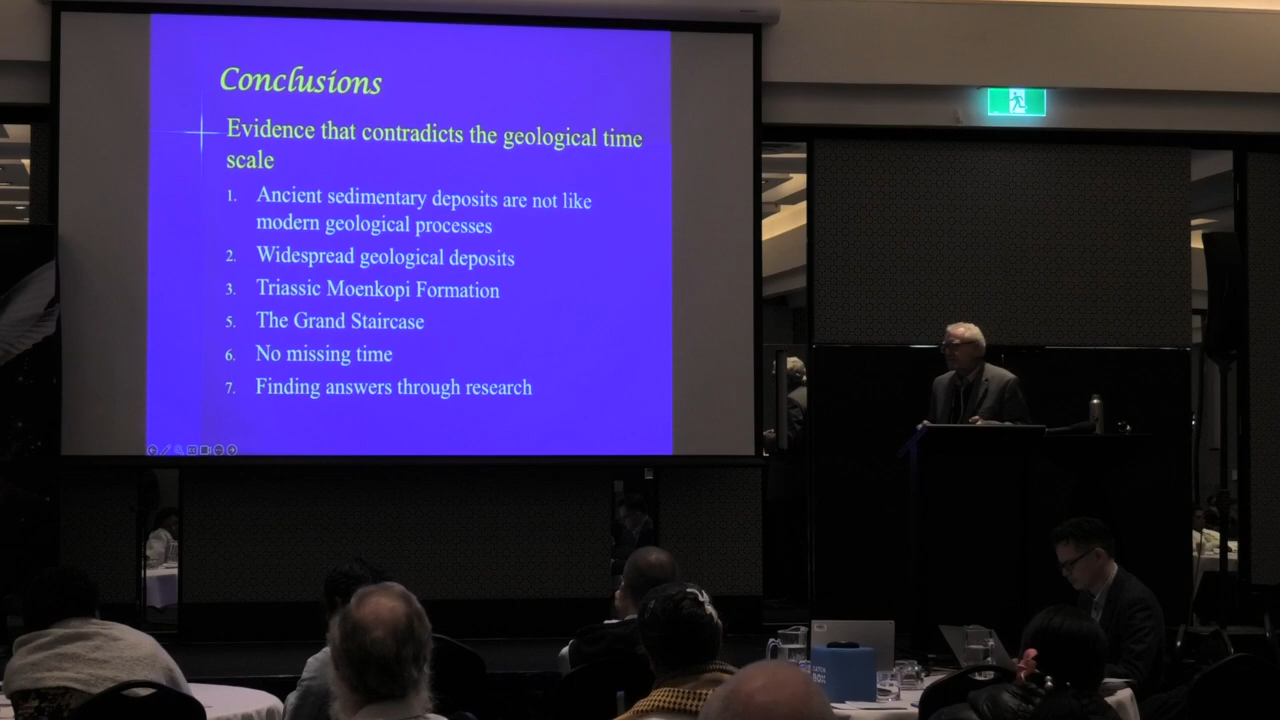 Conclusions
Evidence that contradicts the geological time
scale
1. Ancient sedimentary deposits are not like
modern geological processes
2. Widespread geological deposits
3. Triassic Moenkopi Formation
5. The Grand Staircase
6. No missing time
7. Finding answers through research
BOX